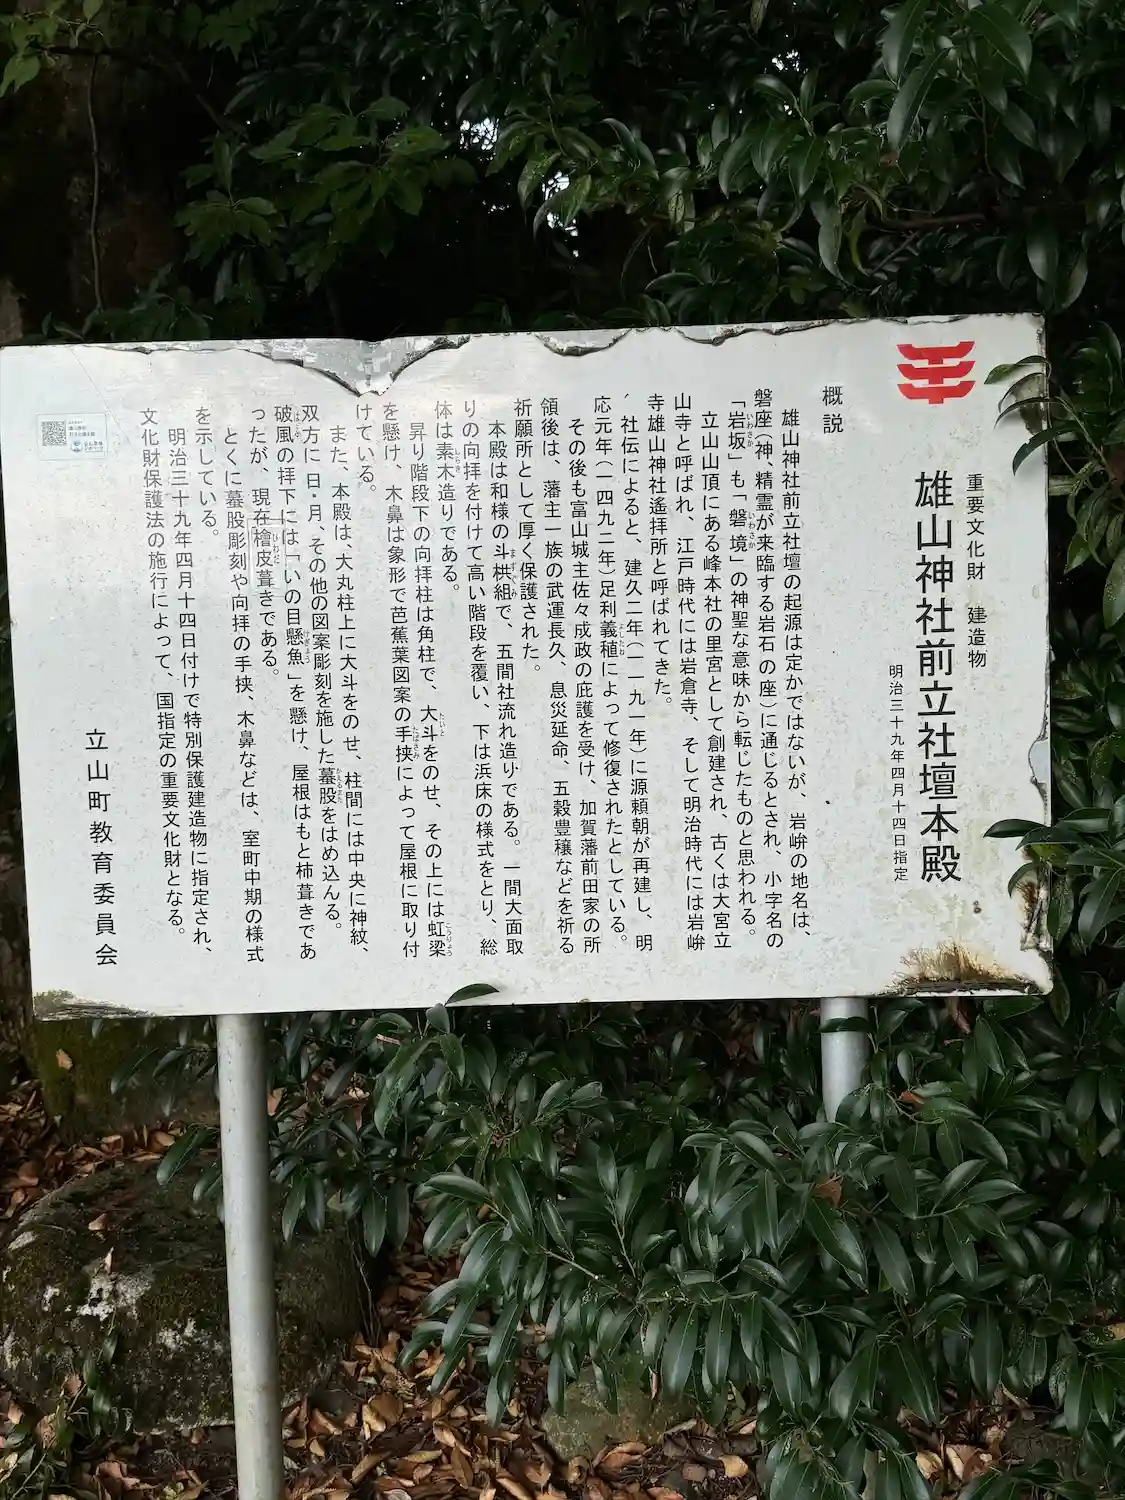 重要文化財 建造物
雄山神社前立社壇本殿
明治三十九年四月十四日指定
概説
雄山神社前立社壇の起源は定かではないが、岩峅の地名は、
磐座(神、精霊が来臨する岩石の座)に通じるとされ、小字名の
「岩坂」も「磐境」の神聖な意味から転じたものと思われる。
立山山頂にある峰本社の里宮として創建され、古くは大宮立
山寺と呼ばれ、江戸時代には岩倉寺、そして明治時代には岩峅
寺雄山神社遙拝所と呼ばれてきた。
社伝によると、建久二年(一一九一年)に源頼朝が再建し、明
応元年(一四九二年)足利義稙によって修復されたとしている。
その後も富山城主佐々成政の庇護を受け、加賀藩前田家の所
領後は、藩主一族の武運長久、息災延命、五穀豊穣などを祈る
祈願所として厚く保護された。
本殿は和様の斗栱組で、五間社流れ造りである。一間大面取
りの向拝を付けて高い階段を覆い、下は浜床の様式をとり、総
体は素木造りである。
昇り階段下の向拝柱は角柱で、大斗をのせ、その上には虹梁
を懸け、木鼻は象形で芭蕉葉図案の手挟によって屋根に取り付
けている。
また、本殿は、大丸柱上に大斗をのせ、柱間には中央に神紋、
双方に日・月、その他の図案彫刻を施した蟇股をはめ込んる。
破風の拝下には「いの目懸魚」を懸け、屋根はもと杮葺きであ
ったが、現在檜皮葺きである。
とくに蟇股彫刻や向拝の手挟、木鼻などは、室町中期の様式
を示している。
明治三十九年四月十四日付けで特別保護建造物に指定され、
文化財保護法の施行によって、国指定の重要文化財となる。
立山町教育委員会